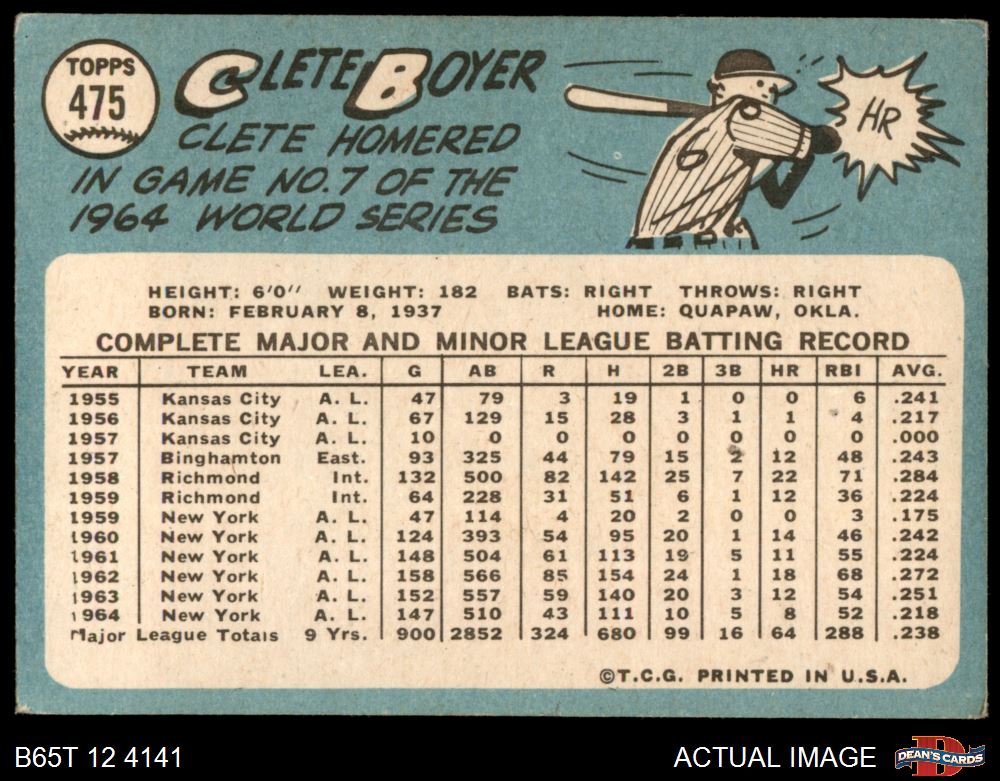 TOPPS
475
CLETE BOYER
CLETE HOMERED
IN GAME NO. 7 OF THE
1964 WORLD SERIES
HR
6
HEIGHT: 6'0" WEIGHT: 182 BATS: RIGHT THROWS: RIGHT
BORN: FEBRUARY 8, 1937 HOME: QUAPAW, OKLA.
COMPLETE MAJOR AND MINOR LEAGUE BATTING RECORD
YEAR TEAM LEA. G AB R H 2B 3B HR RBI AVG.
1955 Kansas City A. L. 47 79 3 19 1 0 0 6 .241
1956 Kansas City A. L. 67 129 15 28 3 1 1 4 .217
1957 Kansas City A. L. 10 0 0 0 0 0 0 0 .000
1957 Binghamton East. 93 325 44 79 15 2 12 48 .243
1958 Richmond Int. 132 500 82 142 25 7 22 71 .284
1959 Richmond Int. 64 228 31 51 6 1 12 36 .224
1959 New York A. L. 47 114 4 20 2 0 0 3 .175
1960 New York A. L. 124 393 54 95 20 1 14 46 .242
1961 New York A. L. 148 504 61 113 19 5 11 55 .224
1962 New York A. L. 158 566 85 154 24 1 18 68 .272
1963 New York A. L. 152 557 59 140 20 3 12 54 .251
1964 New York A. L. 147 510 43 111 10 5 8 52 .218
Major League Totals 9 Yrs. 900 2852 324 680 99 16 64 288 .238
©T.C.G. PRINTED IN U.S.A.
B65T 12 4141 ACTUAL IMAGE DEAN'S CARDS